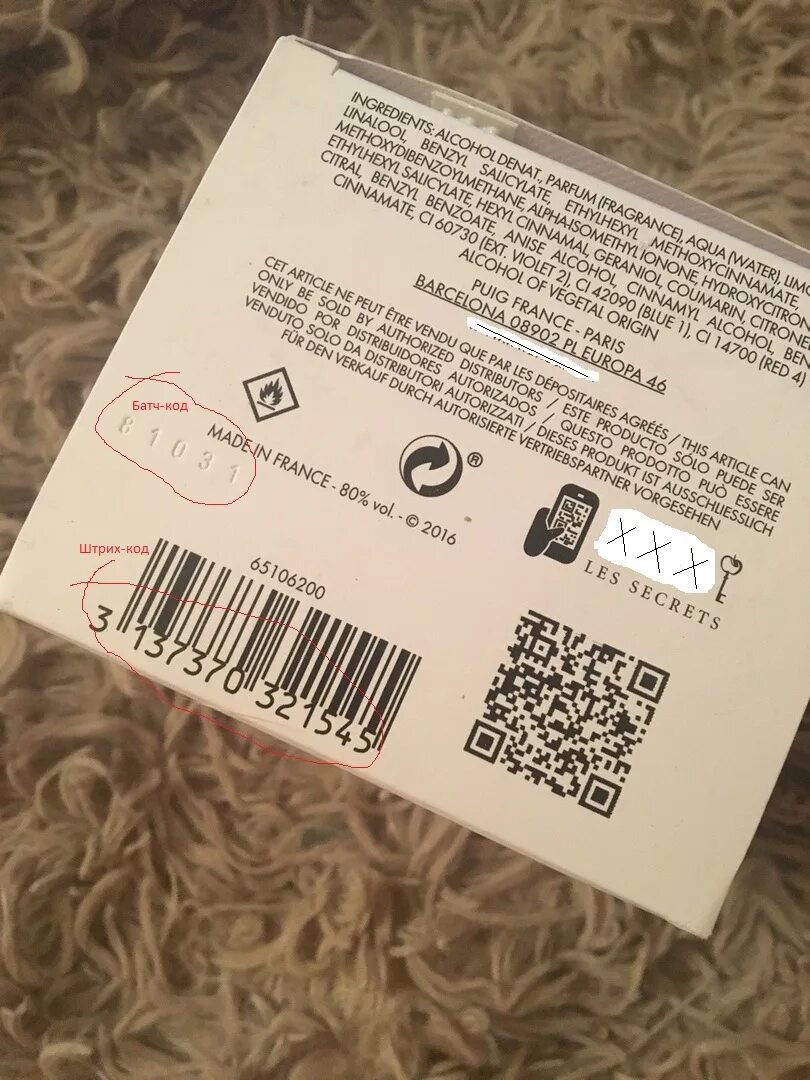 INGREDIENTS: ALCOHOL DENAT., PARFUM (FRAGRANCE), AQUA (WATER), LIMO
LINALOOL, BENZYL SALICYLATE, ETHYLHEXYL METHOXYCINNAMATE,
METHOXYDIBENZOYLMETHANE, ALPHA-ISOMETHYL IONONE, HYDROXYCITRON
ETHYLHEXYL SALICYLATE, HEXYL CINNAMAL, GERANIOL, COUMARIN, CITRONE
CITRAL, BENZYL BENZOATE, ANISE ALCOHOL, CINNAMYL ALCOHOL, BEN
CINNAMATE, CI 60730 (EXT. VIOLET 2), CI 42090 (BLUE 1), CI 14700 (RED 4)
ALCOHOL OF VEGETAL ORIGIN
PUIG FRANCE - PARIS
BARCELONA 08902 PL EUROPA 46
CET ARTICLE NE PEUT ÊTRE VENDU QUE PAR LES DÉPOSITAIRES AGRÉÉS / THIS ARTICLE CAN
ONLY BE SOLD BY AUTHORIZED DISTRIBUTORS / ESTE PRODUCTO SÓLO PUEDE SER
VENDIDO POR DISTRIBUIDORES AUTORIZADOS / QUESTO PRODOTTO PUÒ ESSERE
VENDUTO SOLO DA DISTRIBUTORI AUTORIZZATI / DIESES PRODUKT IST AUSSCHLIESSLICH
FÜR DEN VERKAUF DURCH AUTORISIERTE VERTRIEBSPARTNER VORGESEHEN
Батч-код
81031
MADE IN FRANCE - 80% vol. - © 2016
®
XXX
LES SECRETS
Штрих-код
65106200
3 137370 321545